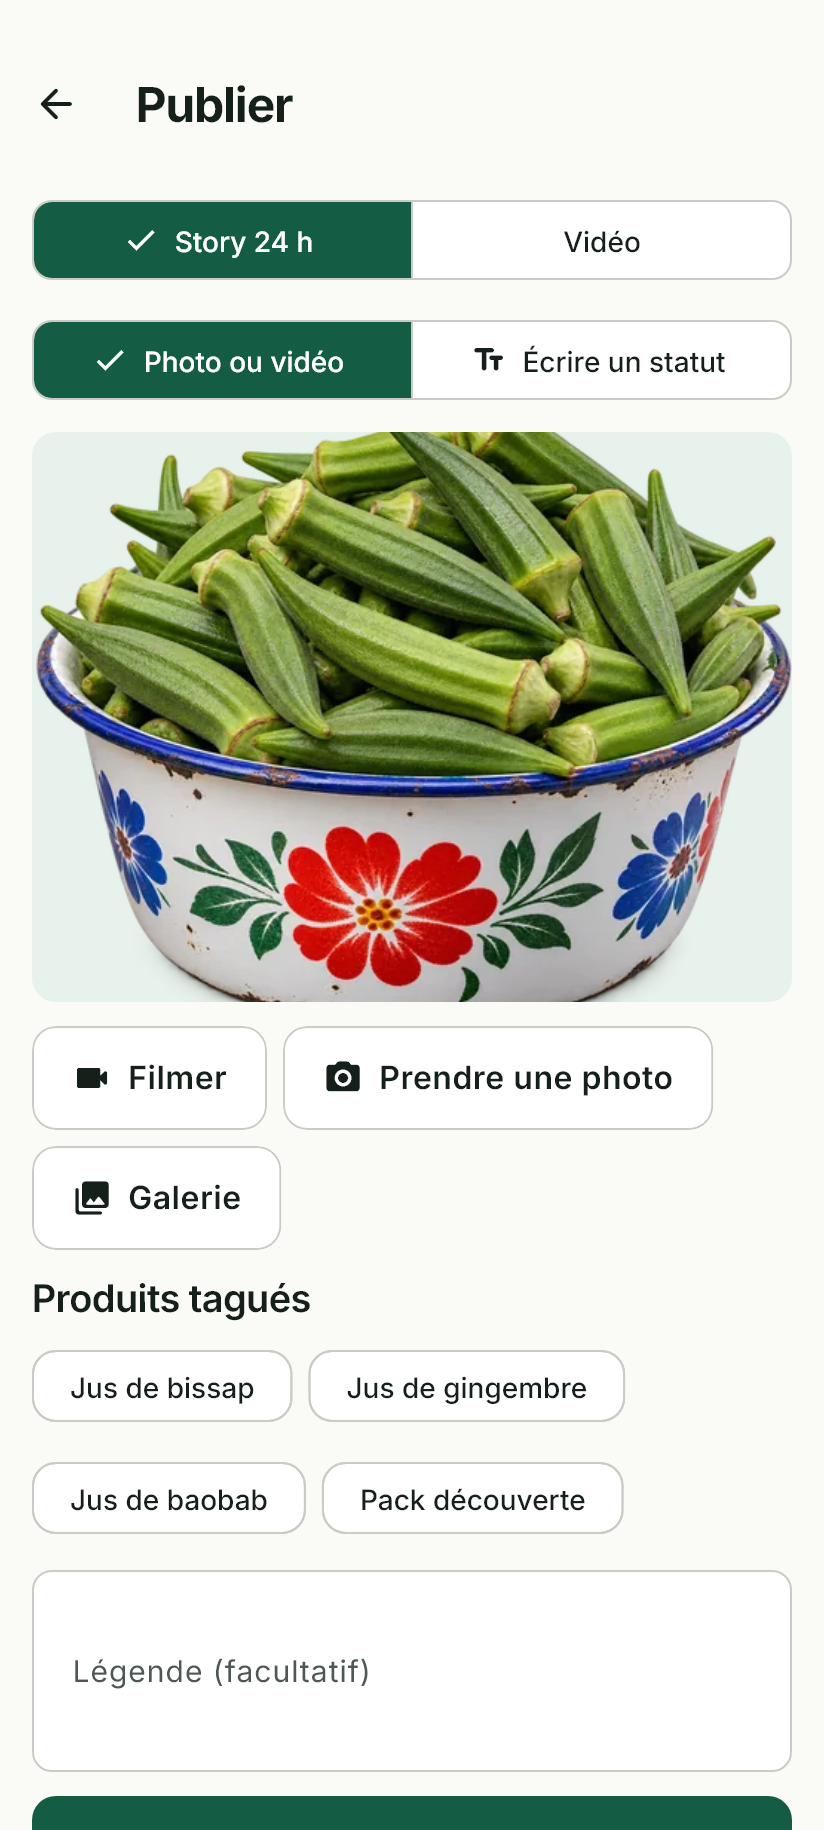 Publier
Story 24 h
Vidéo
Photo ou vidéo
Écrire un statut
Filmer
Prendre une photo
Galerie
Produits tagués
Jus de bissap
Jus de gingembre
Jus de baobab
Pack découverte
Légende (facultatif)